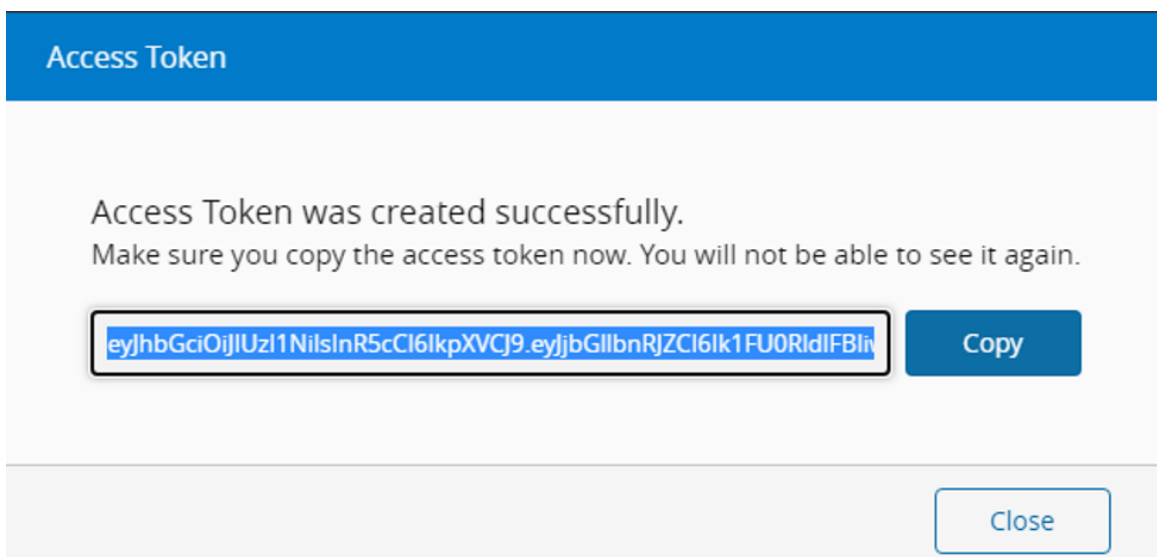 Access Token
Access Token was created successfully.
Make sure you copy the access token now. You will not be able to see it again.
eyJhbGciOiJIUzI1NiIsInR5cCI6IkpXVCJ9.eyJjbGllbnRJZCI6Ik1FU0RldIFBliv
Copy
Close